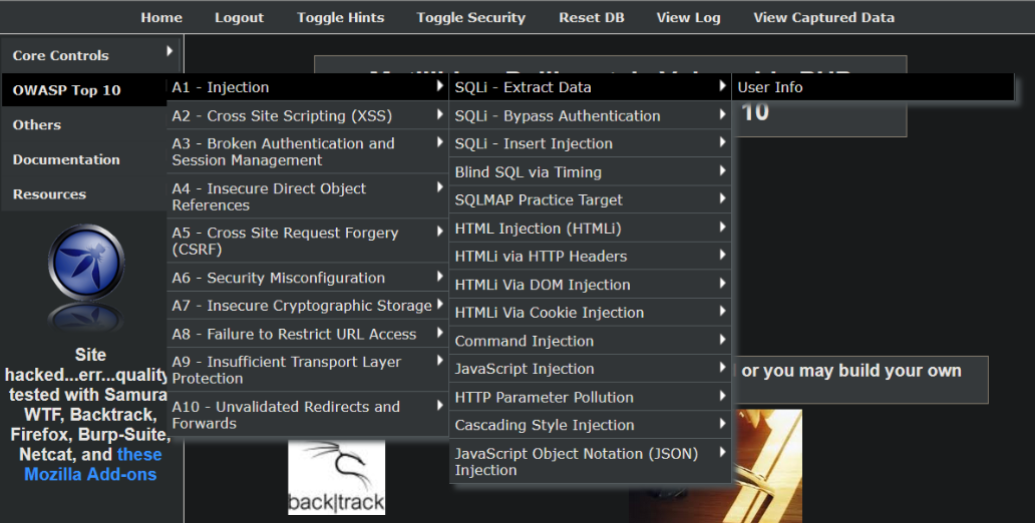 Home Logout Toggle Hints Toggle Security Reset DB View Log View Captured Data
Core Controls
OWASP Top 10
Others
Documentation
Resources
A1 - Injection
A2 - Cross Site Scripting (XSS)
A3 - Broken Authentication and
Session Management
A4 - Insecure Direct Object
References
A5 - Cross Site Request Forgery
(CSRF)
A6 - Security Misconfiguration
A7 - Insecure Cryptographic Storage
A8 - Failure to Restrict URL Access
A9 - Insufficient Transport Layer
Protection
A10 - Unvalidated Redirects and
Forwards
SQLi - Extract Data
SQLi - Bypass Authentication
SQLi - Insert Injection
Blind SQL via Timing
SQLMAP Practice Target
HTML Injection (HTMLi)
HTMLi via HTTP Headers
HTMLi Via DOM Injection
HTMLi Via Cookie Injection
Command Injection
JavaScript Injection
HTTP Parameter Pollution
Cascading Style Injection
JavaScript Object Notation (JSON)
Injection
User Info
10
or you may build your own
Site
hacked...err...quality
tested with Samura
WTF, Backtrack,
Firefox, Burp-Suite,
Netcat, and these
Mozilla Add-ons
back|track